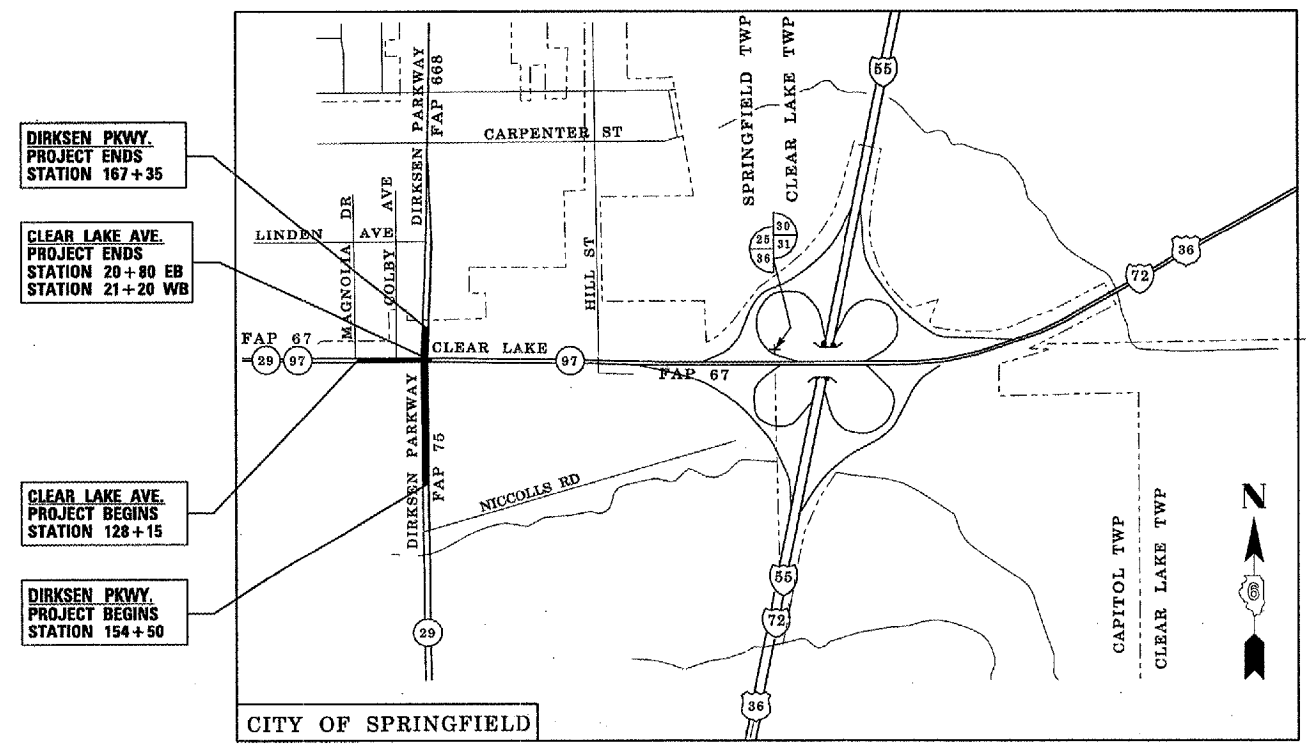 DIRKSEN PKWY.
PROJECT ENDS
STATION 167+35
CLEAR LAKE AVE.
PROJECT ENDS
STATION 20+80 EB
STATION 21+20 WB
CLEAR LAKE AVE.
PROJECT BEGINS
STATION 128+15
DIRKSEN PKWY.
PROJECT BEGINS
STATION 154+50
DIRKSEN PARKWAY
FAP 668
CARPENTER ST
SPRINGFIELD TWP
CLEAR LAKE TWP
55
LINDEN AVE
MAGNOLIA DR
COLBY AVE
HILL ST
30
25
31
36
36
72
FAP 67
29
97
CLEAR LAKE
97
FAP 67
DIRKSEN PARKWAY
FAP 75
NICCOLLS RD
29
55
72
36
CAPITOL TWP
CLEAR LAKE TWP
N
6
CITY OF SPRINGFIELD